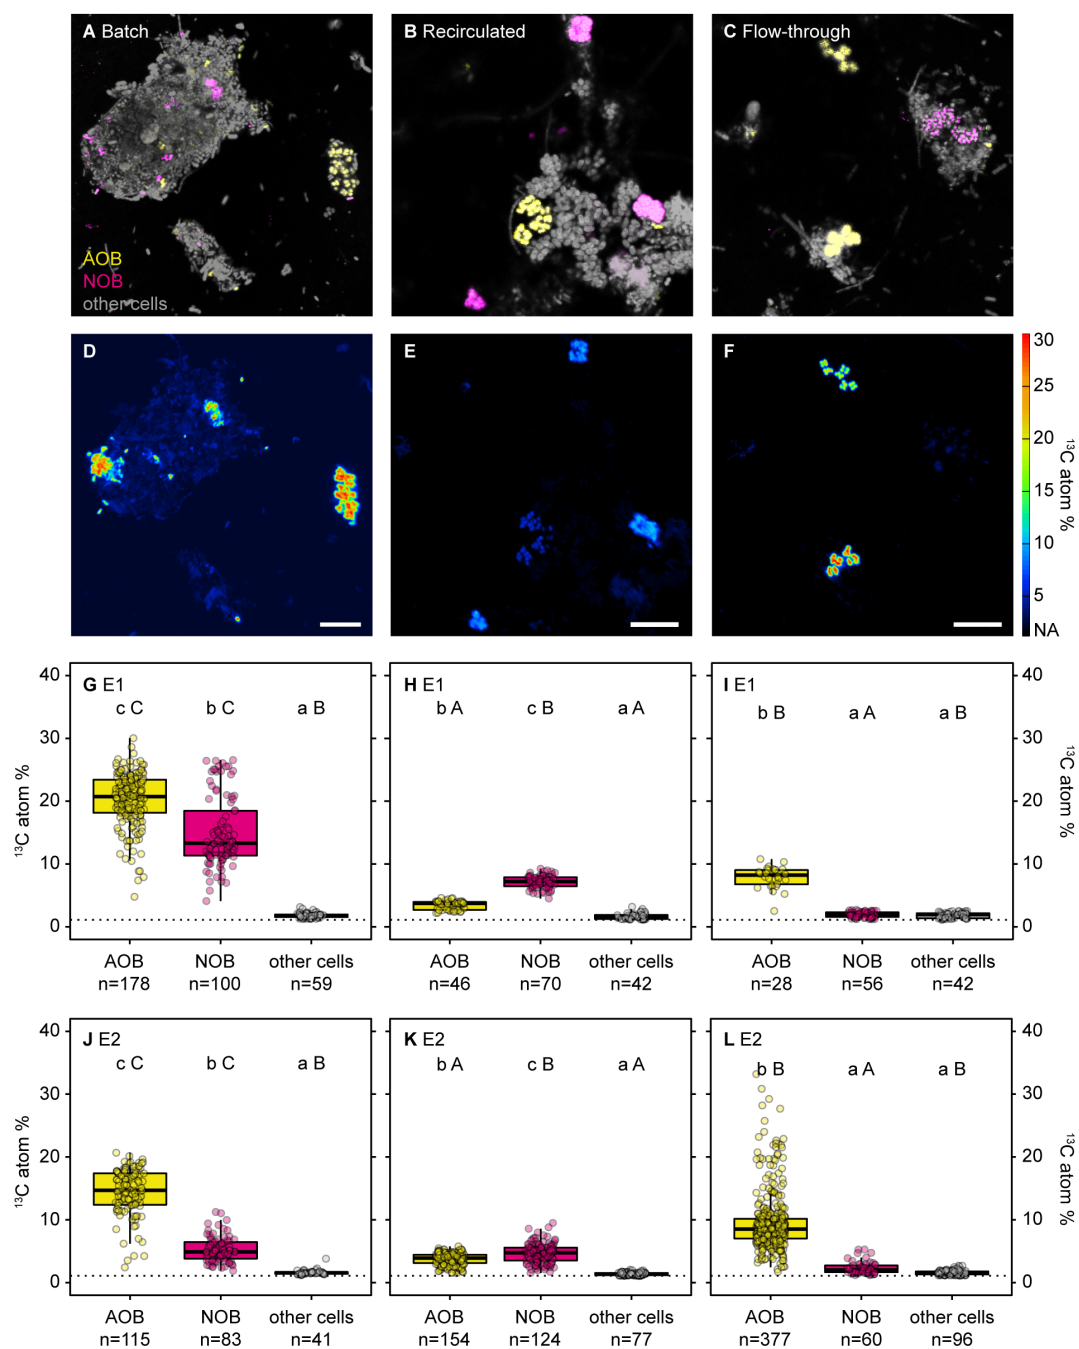 A Batch
B Recirculated
C Flow-through
AOB
NOB
other cells
D
E
F
30
25
20
15
10
5
NA
13C atom %
G E1
H E1
I E1
c C b C a B
b A c B a A
b B a A a B
40 40
30 30
20 20
10 10
0 0
13C atom %
13C atom %
AOB NOB other cells
n=178 n=100 n=59
AOB NOB other cells
n=46 n=70 n=42
AOB NOB other cells
n=28 n=56 n=42
J E2
K E2
L E2
c C b C a B
b A c B a A
b B a A a B
40 40
30 30
20 20
10 10
0 0
13C atom %
13C atom %
AOB NOB other cells
n=115 n=83 n=41
AOB NOB other cells
n=154 n=124 n=77
AOB NOB other cells
n=377 n=60 n=96